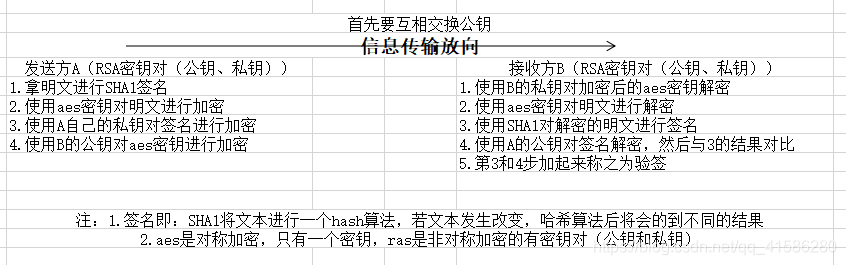 首先要互相交换公钥
信息传输放向
发送方A（RSA密钥对（公钥、私钥））
1.拿明文进行SHA1签名
2.使用aes密钥对明文进行加密
3.使用A自己的私钥对签名进行加密
4.使用B的公钥对aes密钥进行加密
接收方B（RSA密钥对（公钥、私钥））
1.使用B的私钥对加密后的aes密钥解密
2.使用aes密钥对明文进行解密
3.使用SHA1对解密的明文进行签名
4.使用A的公钥对签名解密，然后与3的结果对比
5.第3和4步加起来称之为验签
注：1.签名即：SHA1将文本进行一个hash算法，若文本发生改变，哈希算法后将会的到不同的结果
2.aes是对称加密，只有一个密钥，ras是非对称加密的有密钥对（公钥和私钥）
https://blog.csdn.net/qq_41586280